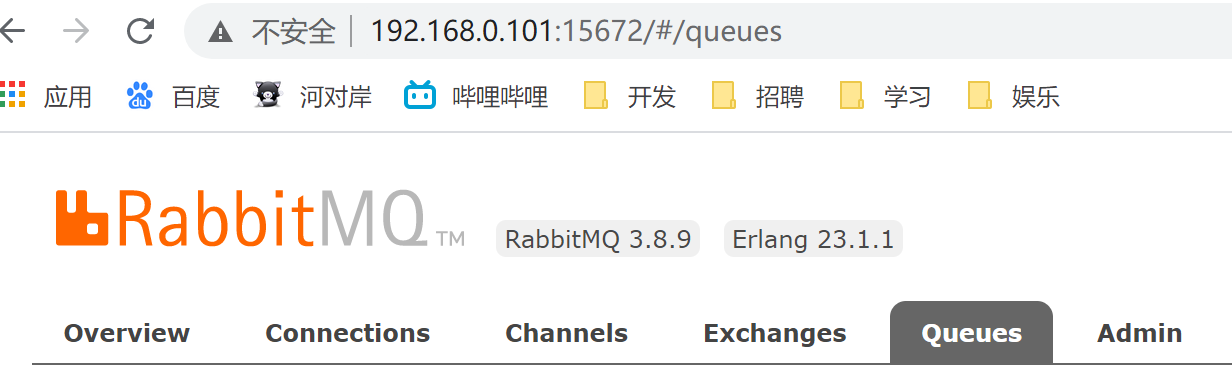 不安全 192.168.0.101:15672/#/queues
应用 百度 河对岸 哔哩哔哩 开发 招聘 学习 娱乐
RabbitMQ TM RabbitMQ 3.8.9 Erlang 23.1.1
Overview Connections Channels Exchanges Queues Admin